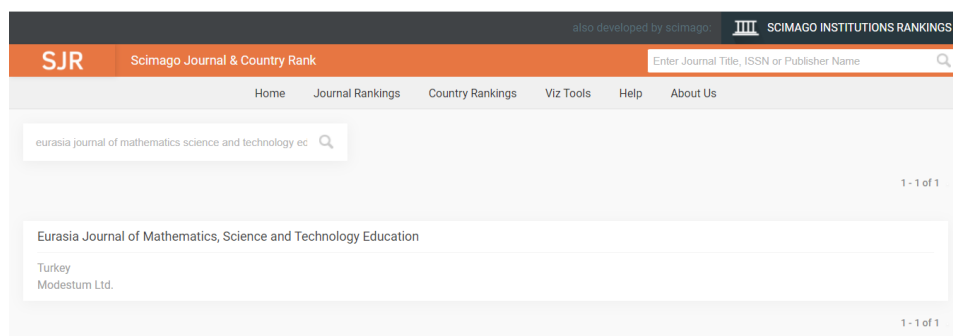 also developed by scimago: SCIMAGO INSTITUTIONS RANKINGS
SJR Scimago Journal & Country Rank Enter Journal Title, ISSN or Publisher Name
Home Journal Rankings Country Rankings Viz Tools Help About Us
eurasia journal of mathematics science and technology ec
1 - 1 of 1
Eurasia Journal of Mathematics, Science and Technology Education
Turkey
Modestum Ltd.
1 - 1 of 1